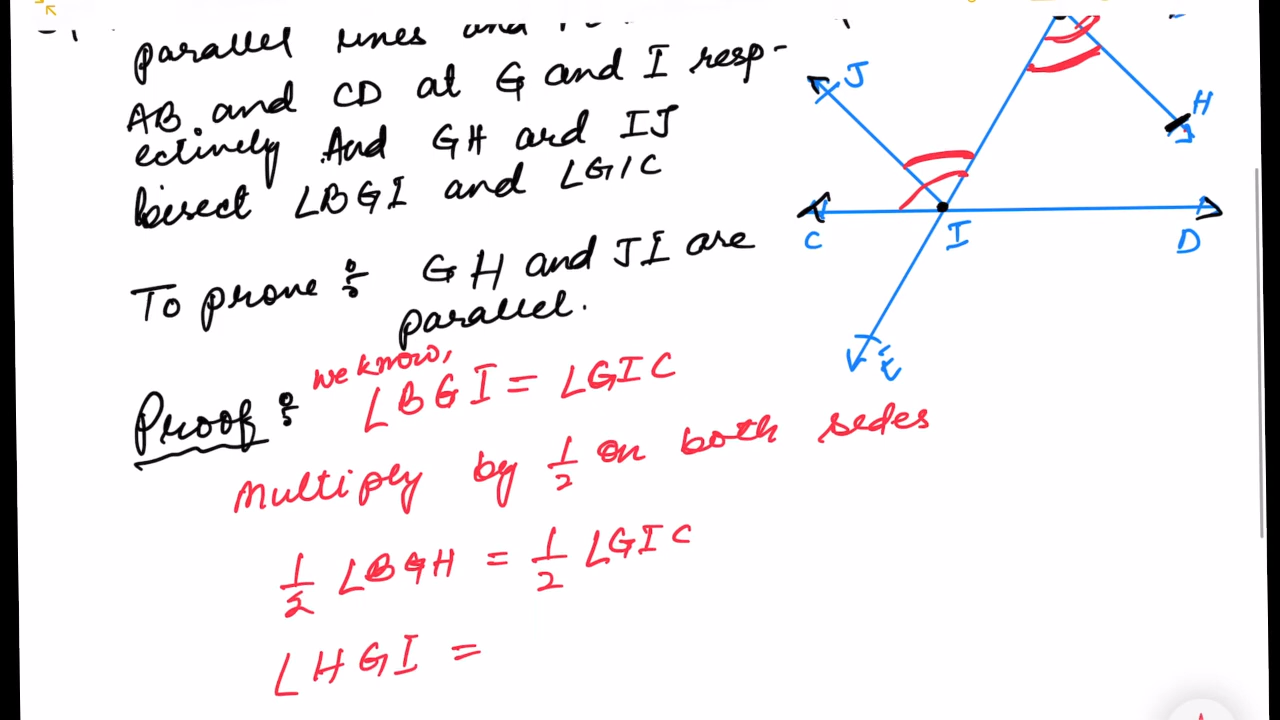 parallel lines and
AB and CD at G and I resp-
ectively And GH and IJ
bisect ∠BGI and ∠GIC
To prove : GH and JI are
parallel.
Proof : we know, ∠BGI = ∠GIC
Multiply by 1/2 on both sides
1/2 ∠BGH = 1/2 ∠GIC
∠HGI =
J
H
C
I
D
E